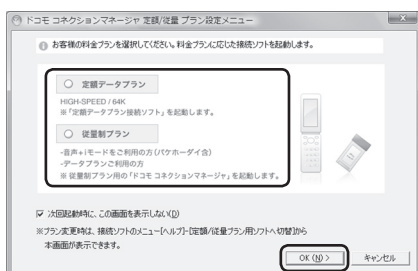 ドコモ コネクションマネージャ 定額/従量 プラン設定メニュー
お客様の料金プランを選択してください。料金プランに応じた接続ソフトを起動します。
定額データプラン
HIGH-SPEED / 64K
※「定額データプラン接続ソフト」を起動します。
従量制プラン
-音声+iモードをご利用の方(パケホーダイ含)
-データプランご利用の方
※ 従量制プラン用の「ドコモ コネクションマネージャ」を起動します。
次回起動時に、この画面を表示しない(D)
※プラン変更時は、接続ソフトのメニュー[ヘルプ]-[定額/従量プラン用ソフトへ切替]から
本画面が表示できます。
OK (N) >
キャンセル